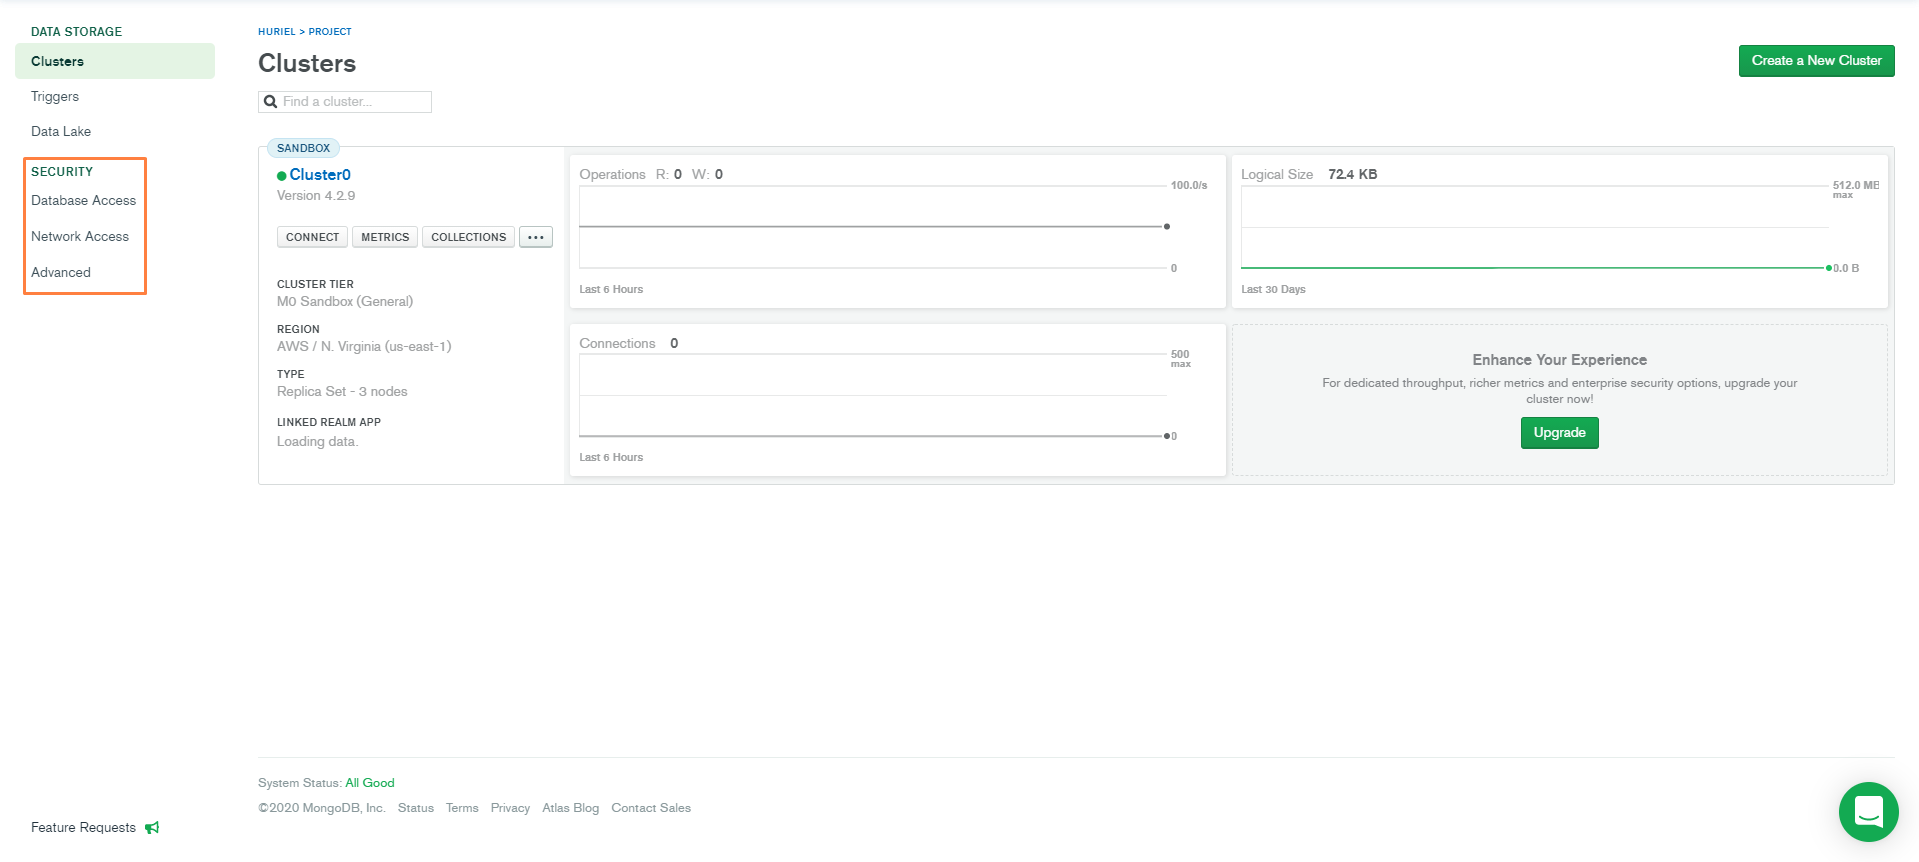 DATA STORAGE
Clusters
Triggers
Data Lake
SECURITY
Database Access
Network Access
Advanced
Feature Requests
HURIEL > PROJECT
Clusters
Create a New Cluster
Find a cluster...
SANDBOX
Cluster0
Version 4.2.9
CONNECT METRICS COLLECTIONS ...
CLUSTER TIER
M0 Sandbox (General)
REGION
AWS / N. Virginia (us-east-1)
TYPE
Replica Set - 3 nodes
LINKED REALM APP
Loading data.
Operations R: 0 W: 0
100.0/s
0
Last 6 Hours
Logical Size 72.4 KB
512.0 MB
max
0.0 B
Last 30 Days
Connections 0
500
max
0
Last 6 Hours
Enhance Your Experience
For dedicated throughput, richer metrics and enterprise security options, upgrade your
cluster now!
Upgrade
System Status: All Good
©2020 MongoDB, Inc. Status Terms Privacy Atlas Blog Contact Sales